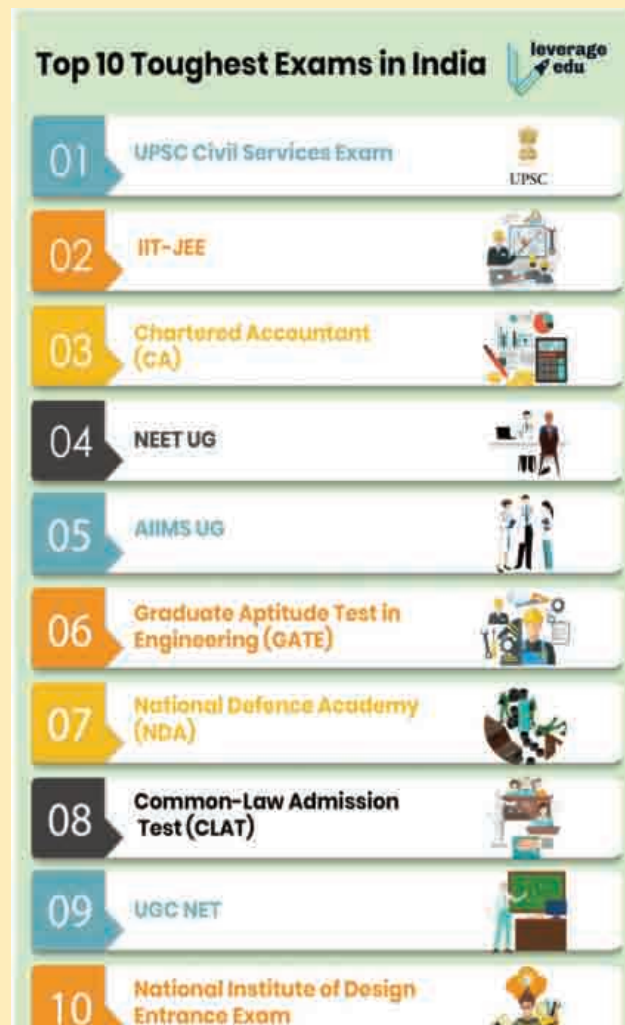 Top 10 Toughest Exams in India
leverage
edu
01
UPSC Civil Services Exam
UPSC
02
IIT-JEE
03
Chartered Accountant
(CA)
04
NEET UG
05
AIIMS UG
06
Graduate Aptitude Test in
Engineering (GATE)
07
National Defence Academy
(NDA)
08
Common-Law Admission
Test (CLAT)
09
UGC NET
10
National Institute of Design
Entrance Exam